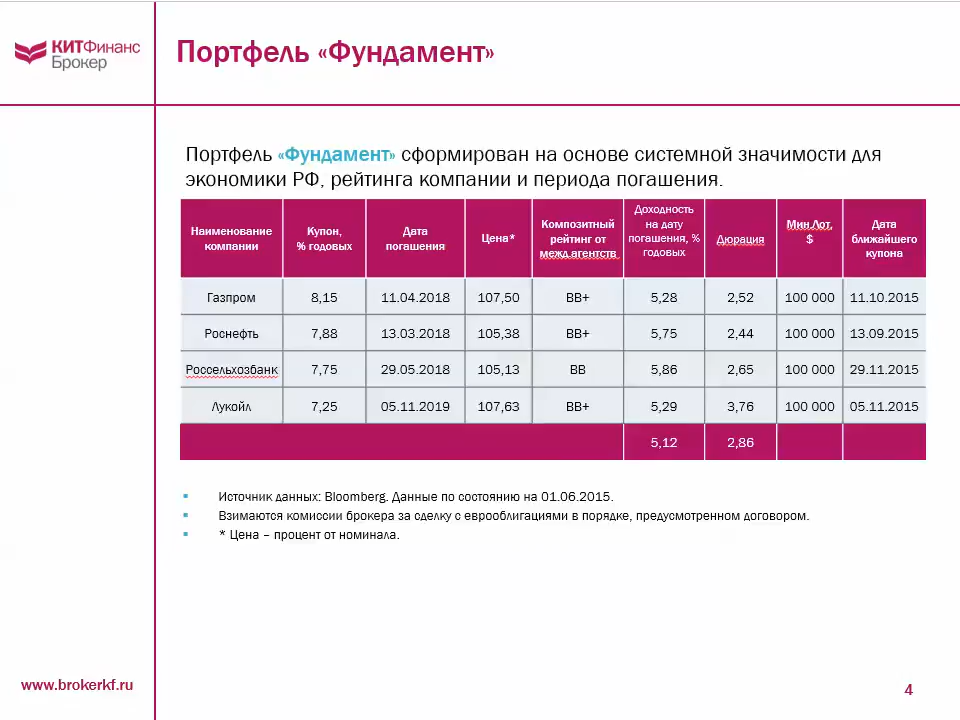 КИТФинанс
Брокер
Портфель «Фундамент»
Портфель «Фундамент» сформирован на основе системной значимости для
экономики РФ, рейтинга компании и периода погашения.
Наименование компании | Купон, % годовых | Дата погашения | Цена* | Композитный рейтинг от межд.агентств | Доходность на дату погашения, % годовых | Дюрация | Мин.Лот, $ | Дата ближайшего купона
Газпром | 8,15 | 11.04.2018 | 107,50 | BB+ | 5,28 | 2,52 | 100 000 | 11.10.2015
Роснефть | 7,88 | 13.03.2018 | 105,38 | BB+ | 5,75 | 2,44 | 100 000 | 13.09.2015
Россельхозбанк | 7,75 | 29.05.2018 | 105,13 | BB | 5,86 | 2,65 | 100 000 | 29.11.2015
Лукойл | 7,25 | 05.11.2019 | 107,63 | BB+ | 5,29 | 3,76 | 100 000 | 05.11.2015
5,12 | 2,86
Источник данных: Bloomberg. Данные по состоянию на 01.06.2015.
Взимаются комиссии брокера за сделку с еврооблигациями в порядке, предусмотренном договором.
* Цена – процент от номинала.
www.brokerkf.ru
4